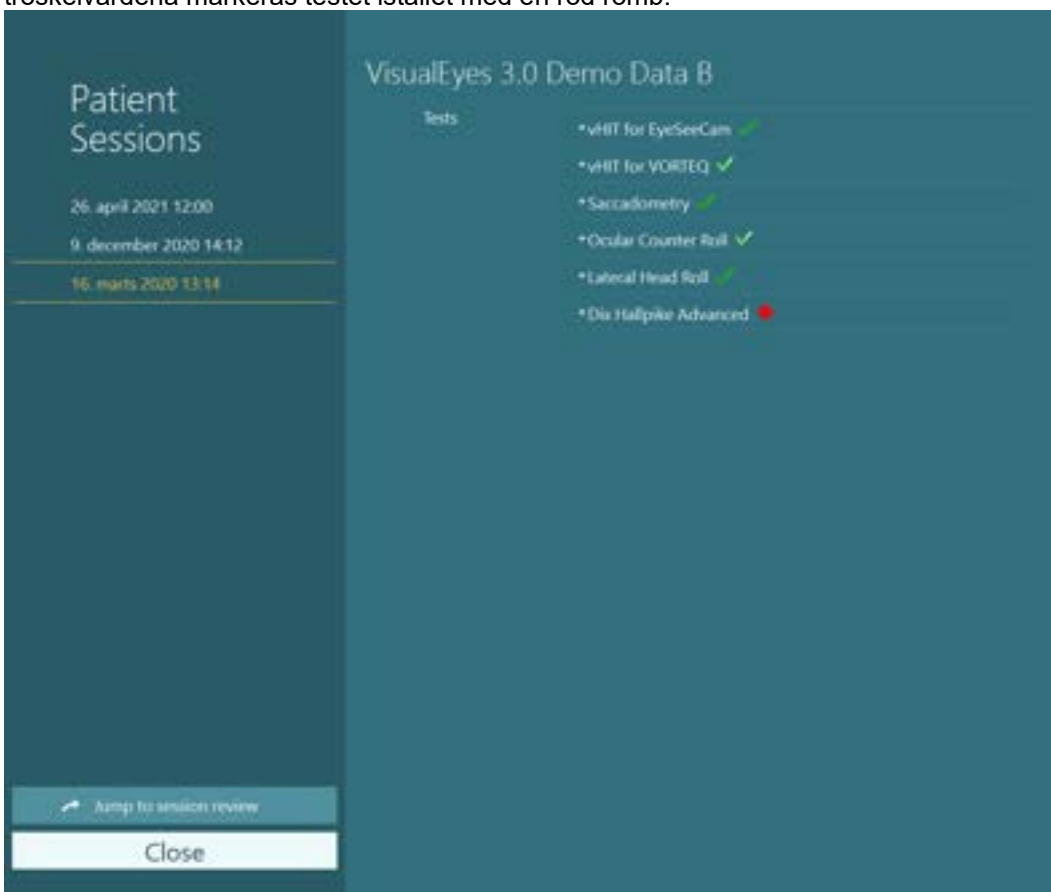 tröskelvärdena markeras testet istället med en röd romb.
Patient
Sessions
26. april 2021 12:00
9. december 2020 14:12
16. marts 2020 13:14
Jump to session review
Close
VisualEyes 3.0 Demo Data B
Tests
*vHIT for EyeSeeCam
*vHIT for VORTEQ
*Saccadometry
*Ocular Counter Roll
*Lateral Head Roll
*Dix Hallpike Advanced